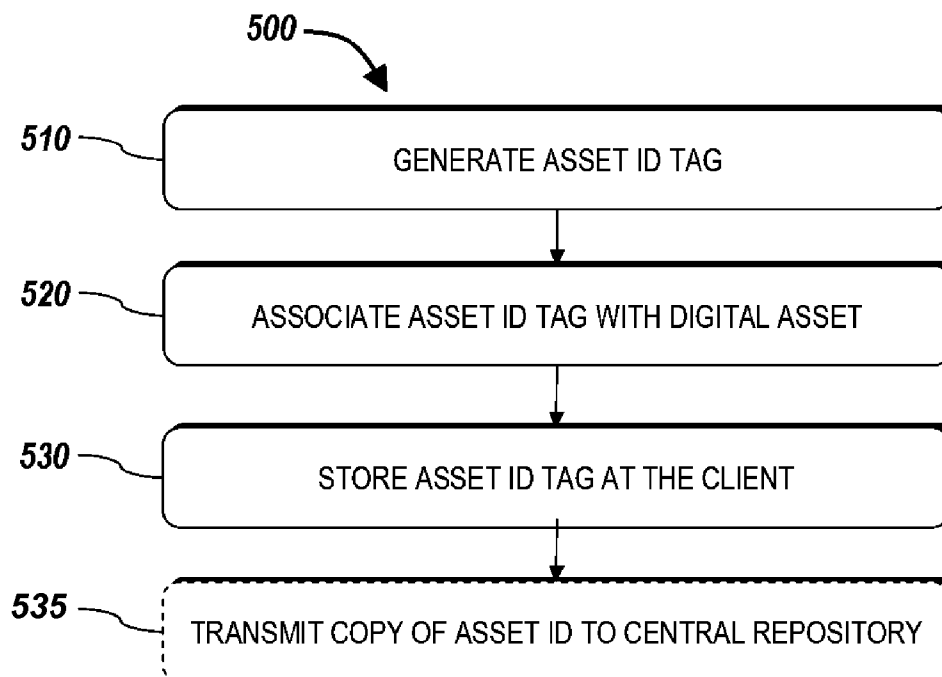 500
510
GENERATE ASSET ID TAG
520
ASSOCIATE ASSET ID TAG WITH DIGITAL ASSET
530
STORE ASSET ID TAG AT THE CLIENT
535
TRANSMIT COPY OF ASSET ID TO CENTRAL REPOSITORY